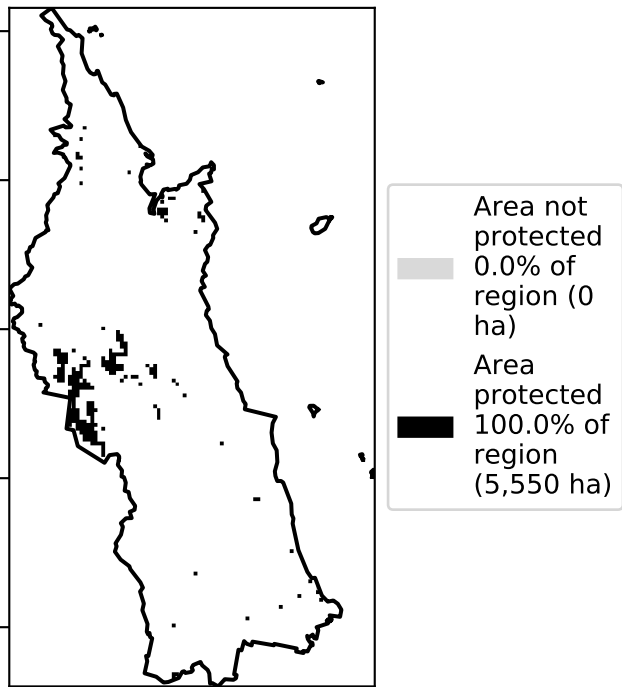 Area not
protected
0.0% of
region (0
ha)
Area
protected
100.0% of
region
(5,550 ha)